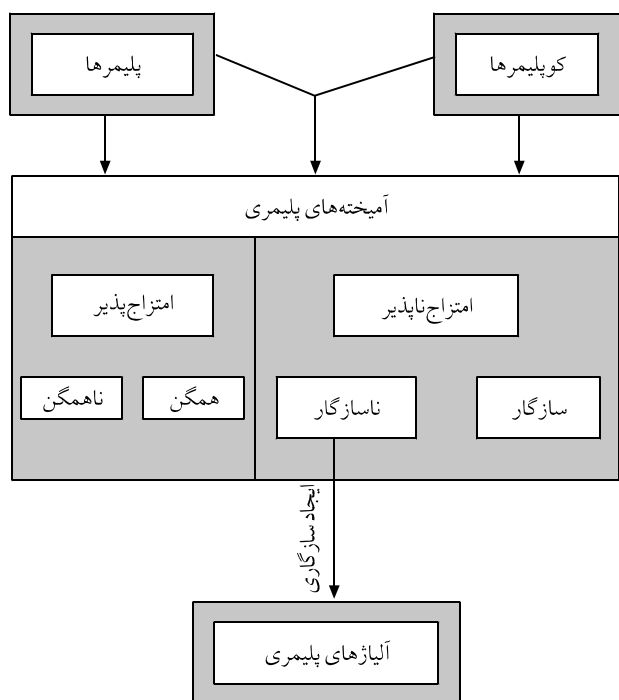 کوپلیمرها
پلیمرها
آمیخته‌های پلیمری
امتزاج‌ناپذیر
امتزاج‌پذیر
سازگار
ناسازگار
همگن
ناهمگن
ایجاد سازگاری
آلیاژهای پلیمری